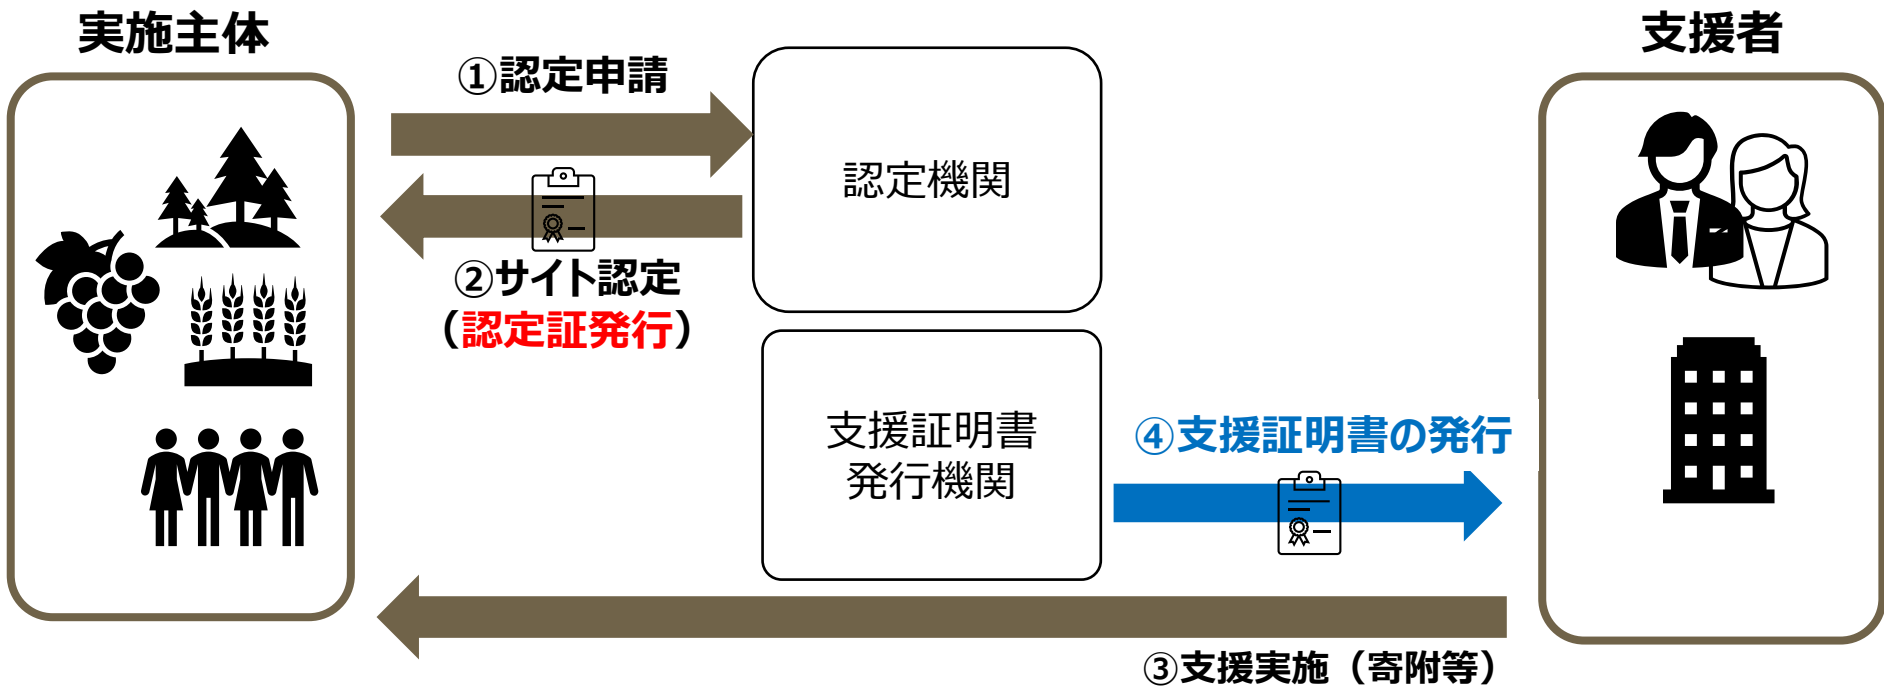 実施主体
支援者
①認定申請
認定機関
②サイト認定
（認定証発行）
支援証明書
発行機関
④支援証明書の発行
③支援実施（寄附等）